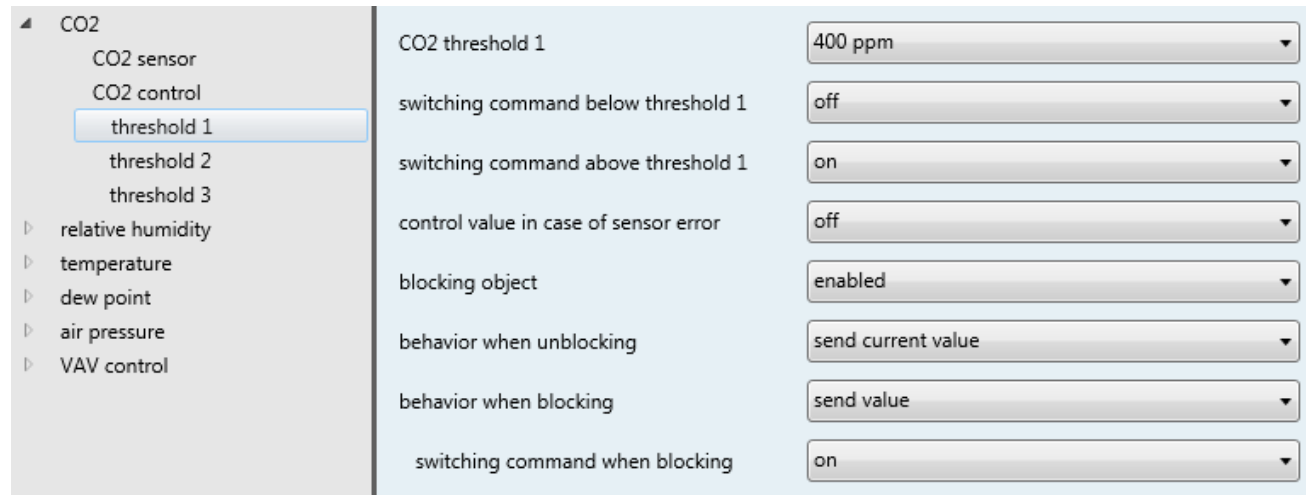 CO2
CO2 sensor
CO2 control
threshold 1
threshold 2
threshold 3
relative humidity
temperature
dew point
air pressure
VAV control
CO2 threshold 1 400 ppm
switching command below threshold 1 off
switching command above threshold 1 on
control value in case of sensor error off
blocking object enabled
behavior when unblocking send current value
behavior when blocking send value
switching command when blocking on